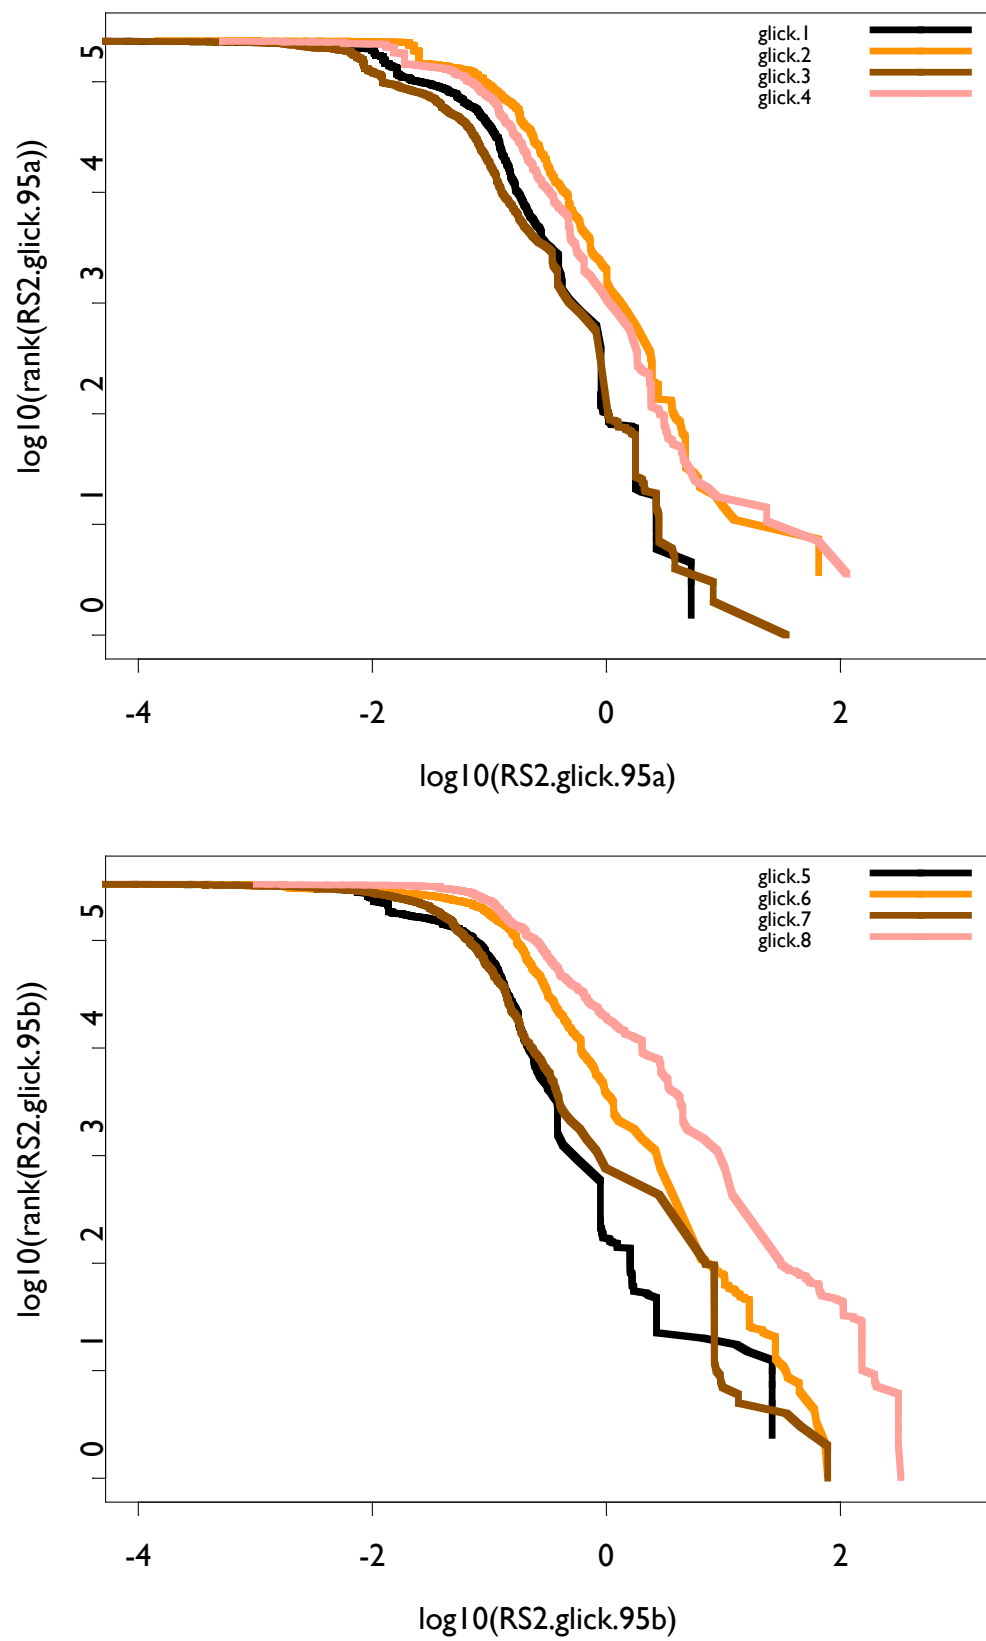 glick.1
glick.2
glick.3
glick.4
5
4
3
2
1
0
log10(rank(RS2.glick.95a))
-4 -2 0 2
log10(RS2.glick.95a)
glick.5
glick.6
glick.7
glick.8
5
4
3
2
1
0
log10(rank(RS2.glick.95b))
-4 -2 0 2
log10(RS2.glick.95b)